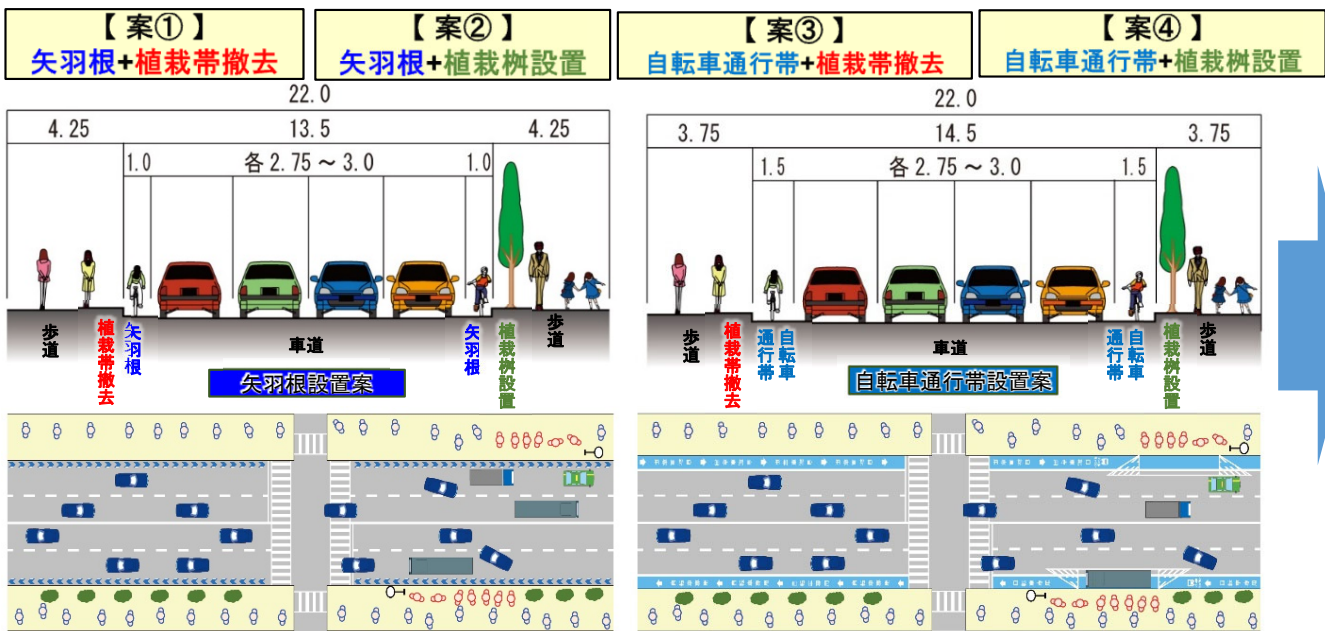 【 案① 】
矢羽根+植栽帯撤去
【 案② 】
矢羽根+植栽桝設置
【 案③ 】
自転車通行帯+植栽帯撤去
【 案④ 】
自転車通行帯+植栽桝設置
22.0
4.25
13.5
4.25
1.0
各 2.75 ～ 3.0
1.0
歩道
植栽帯撤去
矢羽根
車道
矢羽根
植栽桝設置
歩道
矢羽根設置案
22.0
3.75
14.5
3.75
1.5
各 2.75 ～ 3.0
1.5
歩道
植栽帯撤去
自転車
通行帯
車道
自転車
通行帯
植栽桝設置
歩道
自転車通行帯設置案